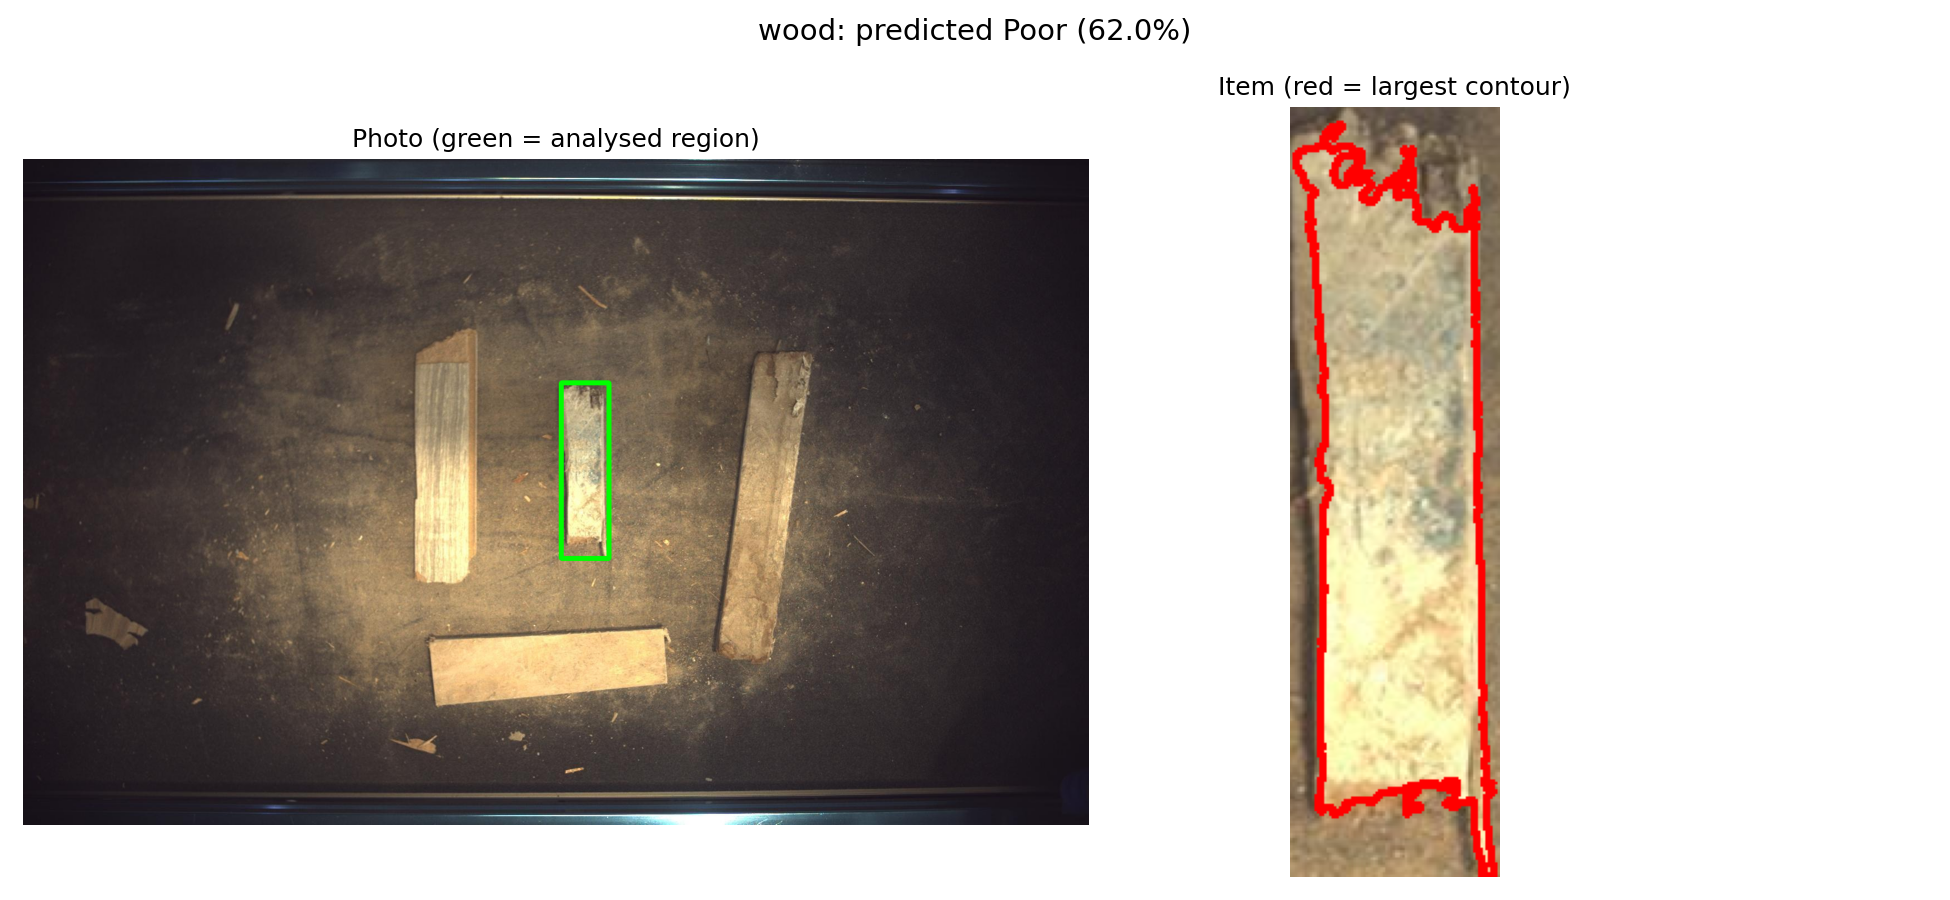 wood: predicted Poor (62.0%)
Photo (green = analysed region)
Item (red = largest contour)